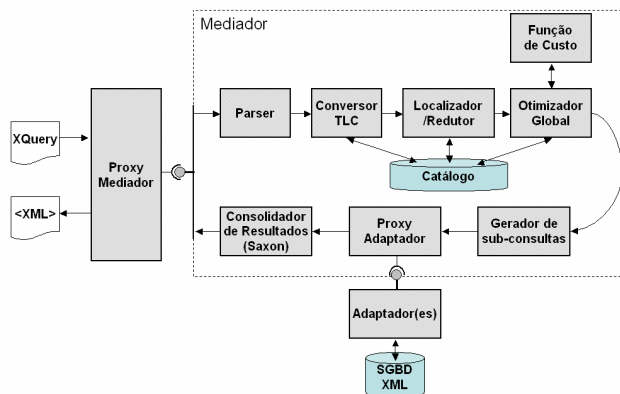 Mediador
Função
de Custo
XQuery
Proxy
Mediador
Parser
Conversor
TLC
Localizador
/Redutor
Otimizador
Global
Catálogo
<XML>
Consolidador
de Resultados
(Saxon)
Proxy
Adaptador
Gerador de
sub-consultas
Adaptador(es)
SGBD
XML